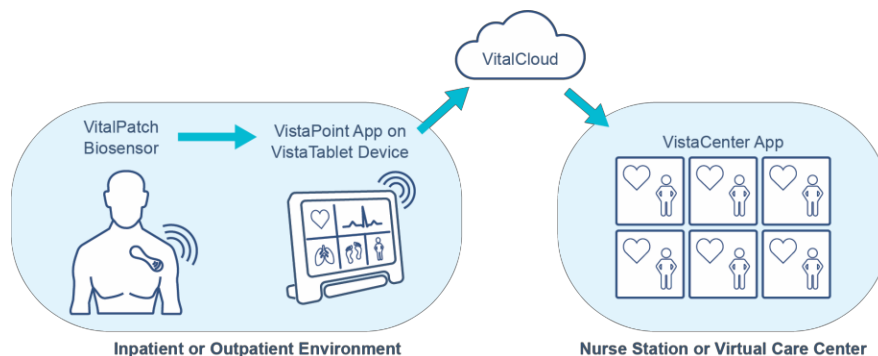 VitalCloud
VitalPatch
Biosensor
VistaPoint App on
VistaTablet Device
VistaCenter App
Inpatient or Outpatient Environment
Nurse Station or Virtual Care Center